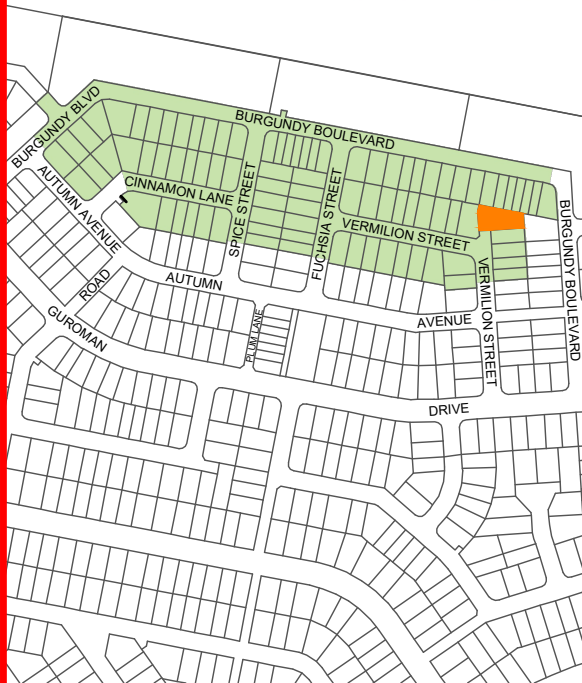 BURGUNDY BLVD
BURGUNDY BOULEVARD
CINNAMON LANE
SPICE STREET
FUCHSIA STREET
VERMILION STREET
AUTUMN AVENUE
BURGUNDY BOULEVARD
VERMILION STREET
ROAD
AUTUMN
AVENUE
PLUM LANE
GUROMAN
DRIVE